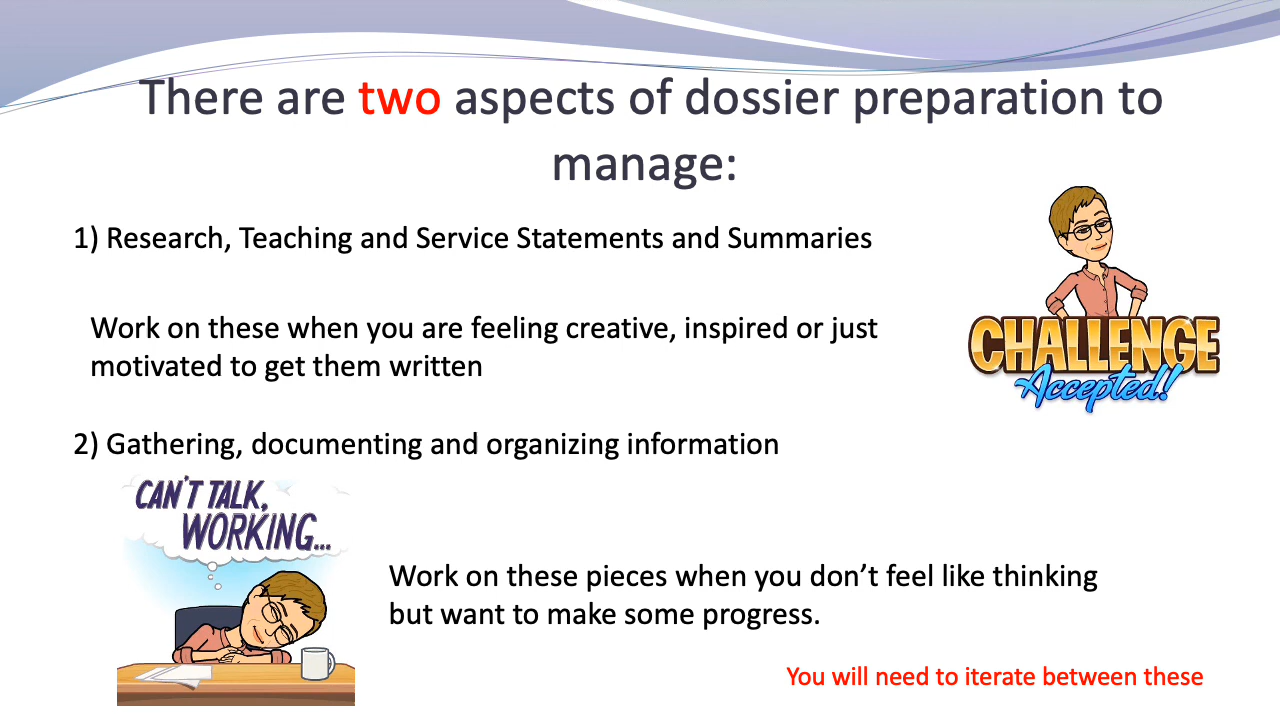 There are two aspects of dossier preparation to
manage:
1) Research, Teaching and Service Statements and Summaries
Work on these when you are feeling creative, inspired or just
motivated to get them written
CHALLENGE
Accepted!
2) Gathering, documenting and organizing information
CAN'T TALK,
WORKING...
Work on these pieces when you don’t feel like thinking
but want to make some progress.
You will need to iterate between these